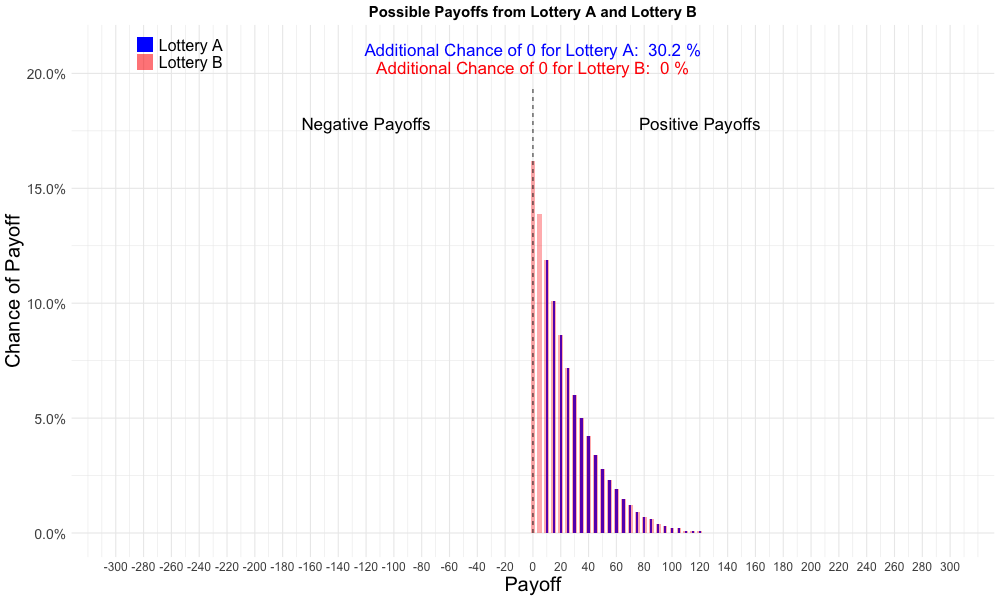 Possible Payoffs from Lottery A and Lottery B
Lottery A
Lottery B
Additional Chance of 0 for Lottery A:  30.2 %
Additional Chance of 0 for Lottery B:  0 %
Negative Payoffs
Positive Payoffs
Chance of Payoff
20.0%
15.0%
10.0%
5.0%
0.0%
-300 -280 -260 -240 -220 -200 -180 -160 -140 -120 -100 -80 -60 -40 -20 0 20 40 60 80 100 120 140 160 180 200 220 240 260 280 300
Payoff